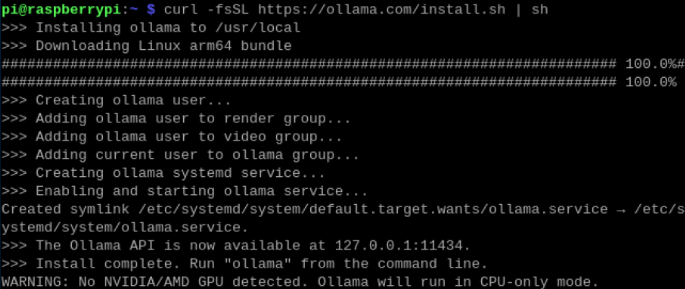 pi@raspberrypi:~ $ curl -fsSL https://ollama.com/install.sh | sh
>>> Installing ollama to /usr/local
>>> Downloading Linux arm64 bundle
######################################################################## 100.0%#
######################################################################## 100.0%
>>> Creating ollama user...
>>> Adding ollama user to render group...
>>> Adding ollama user to video group...
>>> Adding current user to ollama group...
>>> Creating ollama systemd service...
>>> Enabling and starting ollama service...
Created symlink /etc/systemd/system/default.target.wants/ollama.service → /etc/s
ystemd/system/ollama.service.
>>> The Ollama API is now available at 127.0.0.1:11434.
>>> Install complete. Run "ollama" from the command line.
WARNING: No NVIDIA/AMD GPU detected. Ollama will run in CPU-only mode.